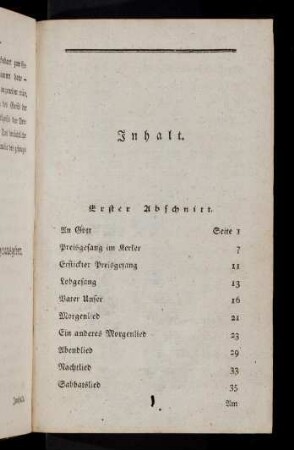 Inhalt.
Erster Abschnitt.
An Gott Seite 1
Preisgesang im Kerker 7
Erstickter Preisgesang 11
Lobgesang 13
Vater Unser 16
Morgenlied 21
Ein anderes Morgenlied 23
Abendlied 29
Nachtlied 33
Sabbatslied 35
Am